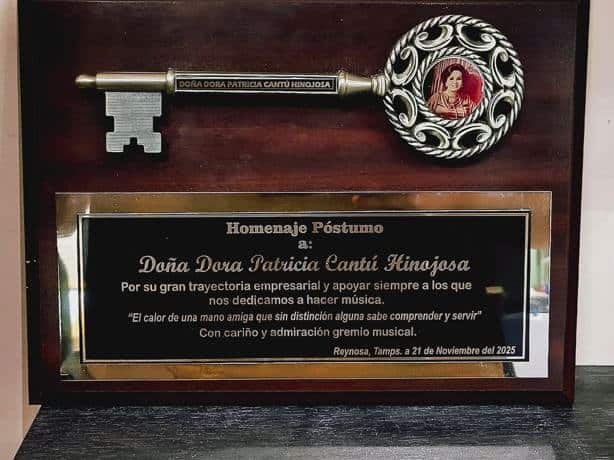 DOÑA DORA PATRICIA CANTÚ HINOJOSA
Homenaje Póstumo
a:
Doña Dora Patricia Cantú Hinojosa
Por su gran trayectoria empresarial y apoyar siempre a los que
nos dedicamos a hacer música.
"El calor de una mano amiga que sin distinción alguna sabe comprender y servir"
Con cariño y admiración gremio musical.
Reynosa, Tamps. a 21 de Noviembre del 2025